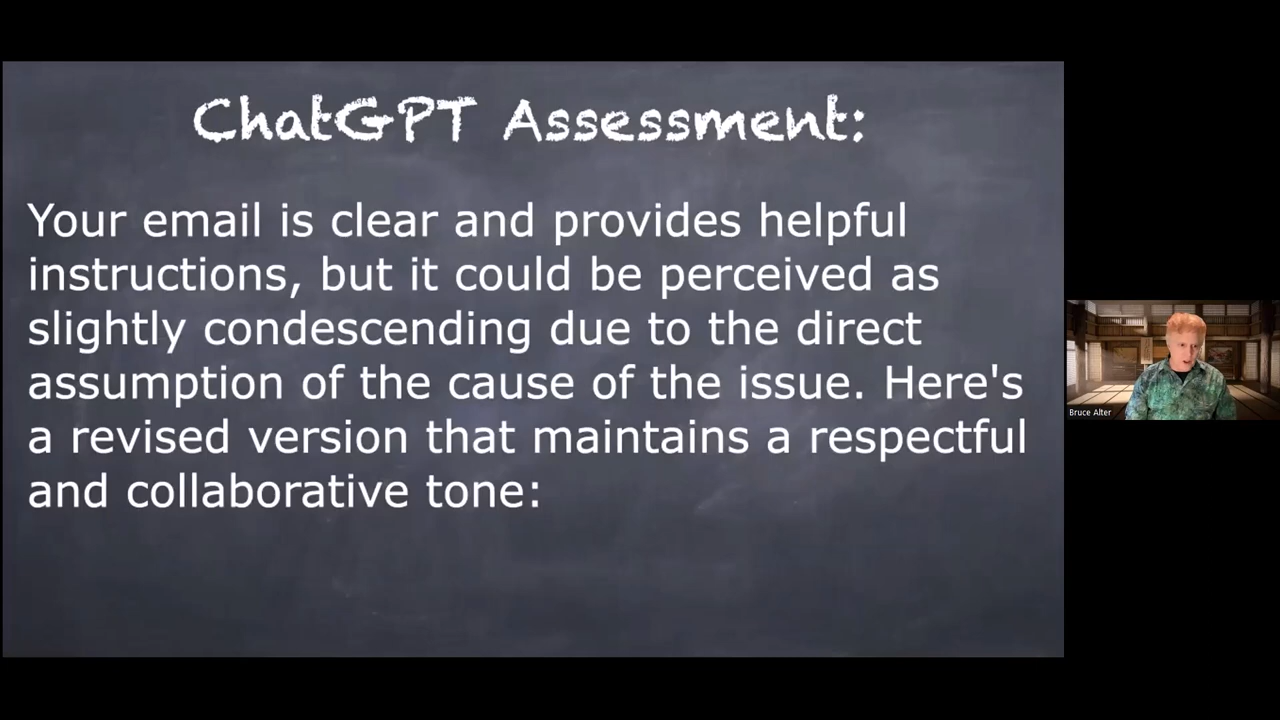 ChatGPT Assessment:
Your email is clear and provides helpful
instructions, but it could be perceived as
slightly condescending due to the direct
assumption of the cause of the issue. Here's
a revised version that maintains a respectful
and collaborative tone:
Bruce Alter